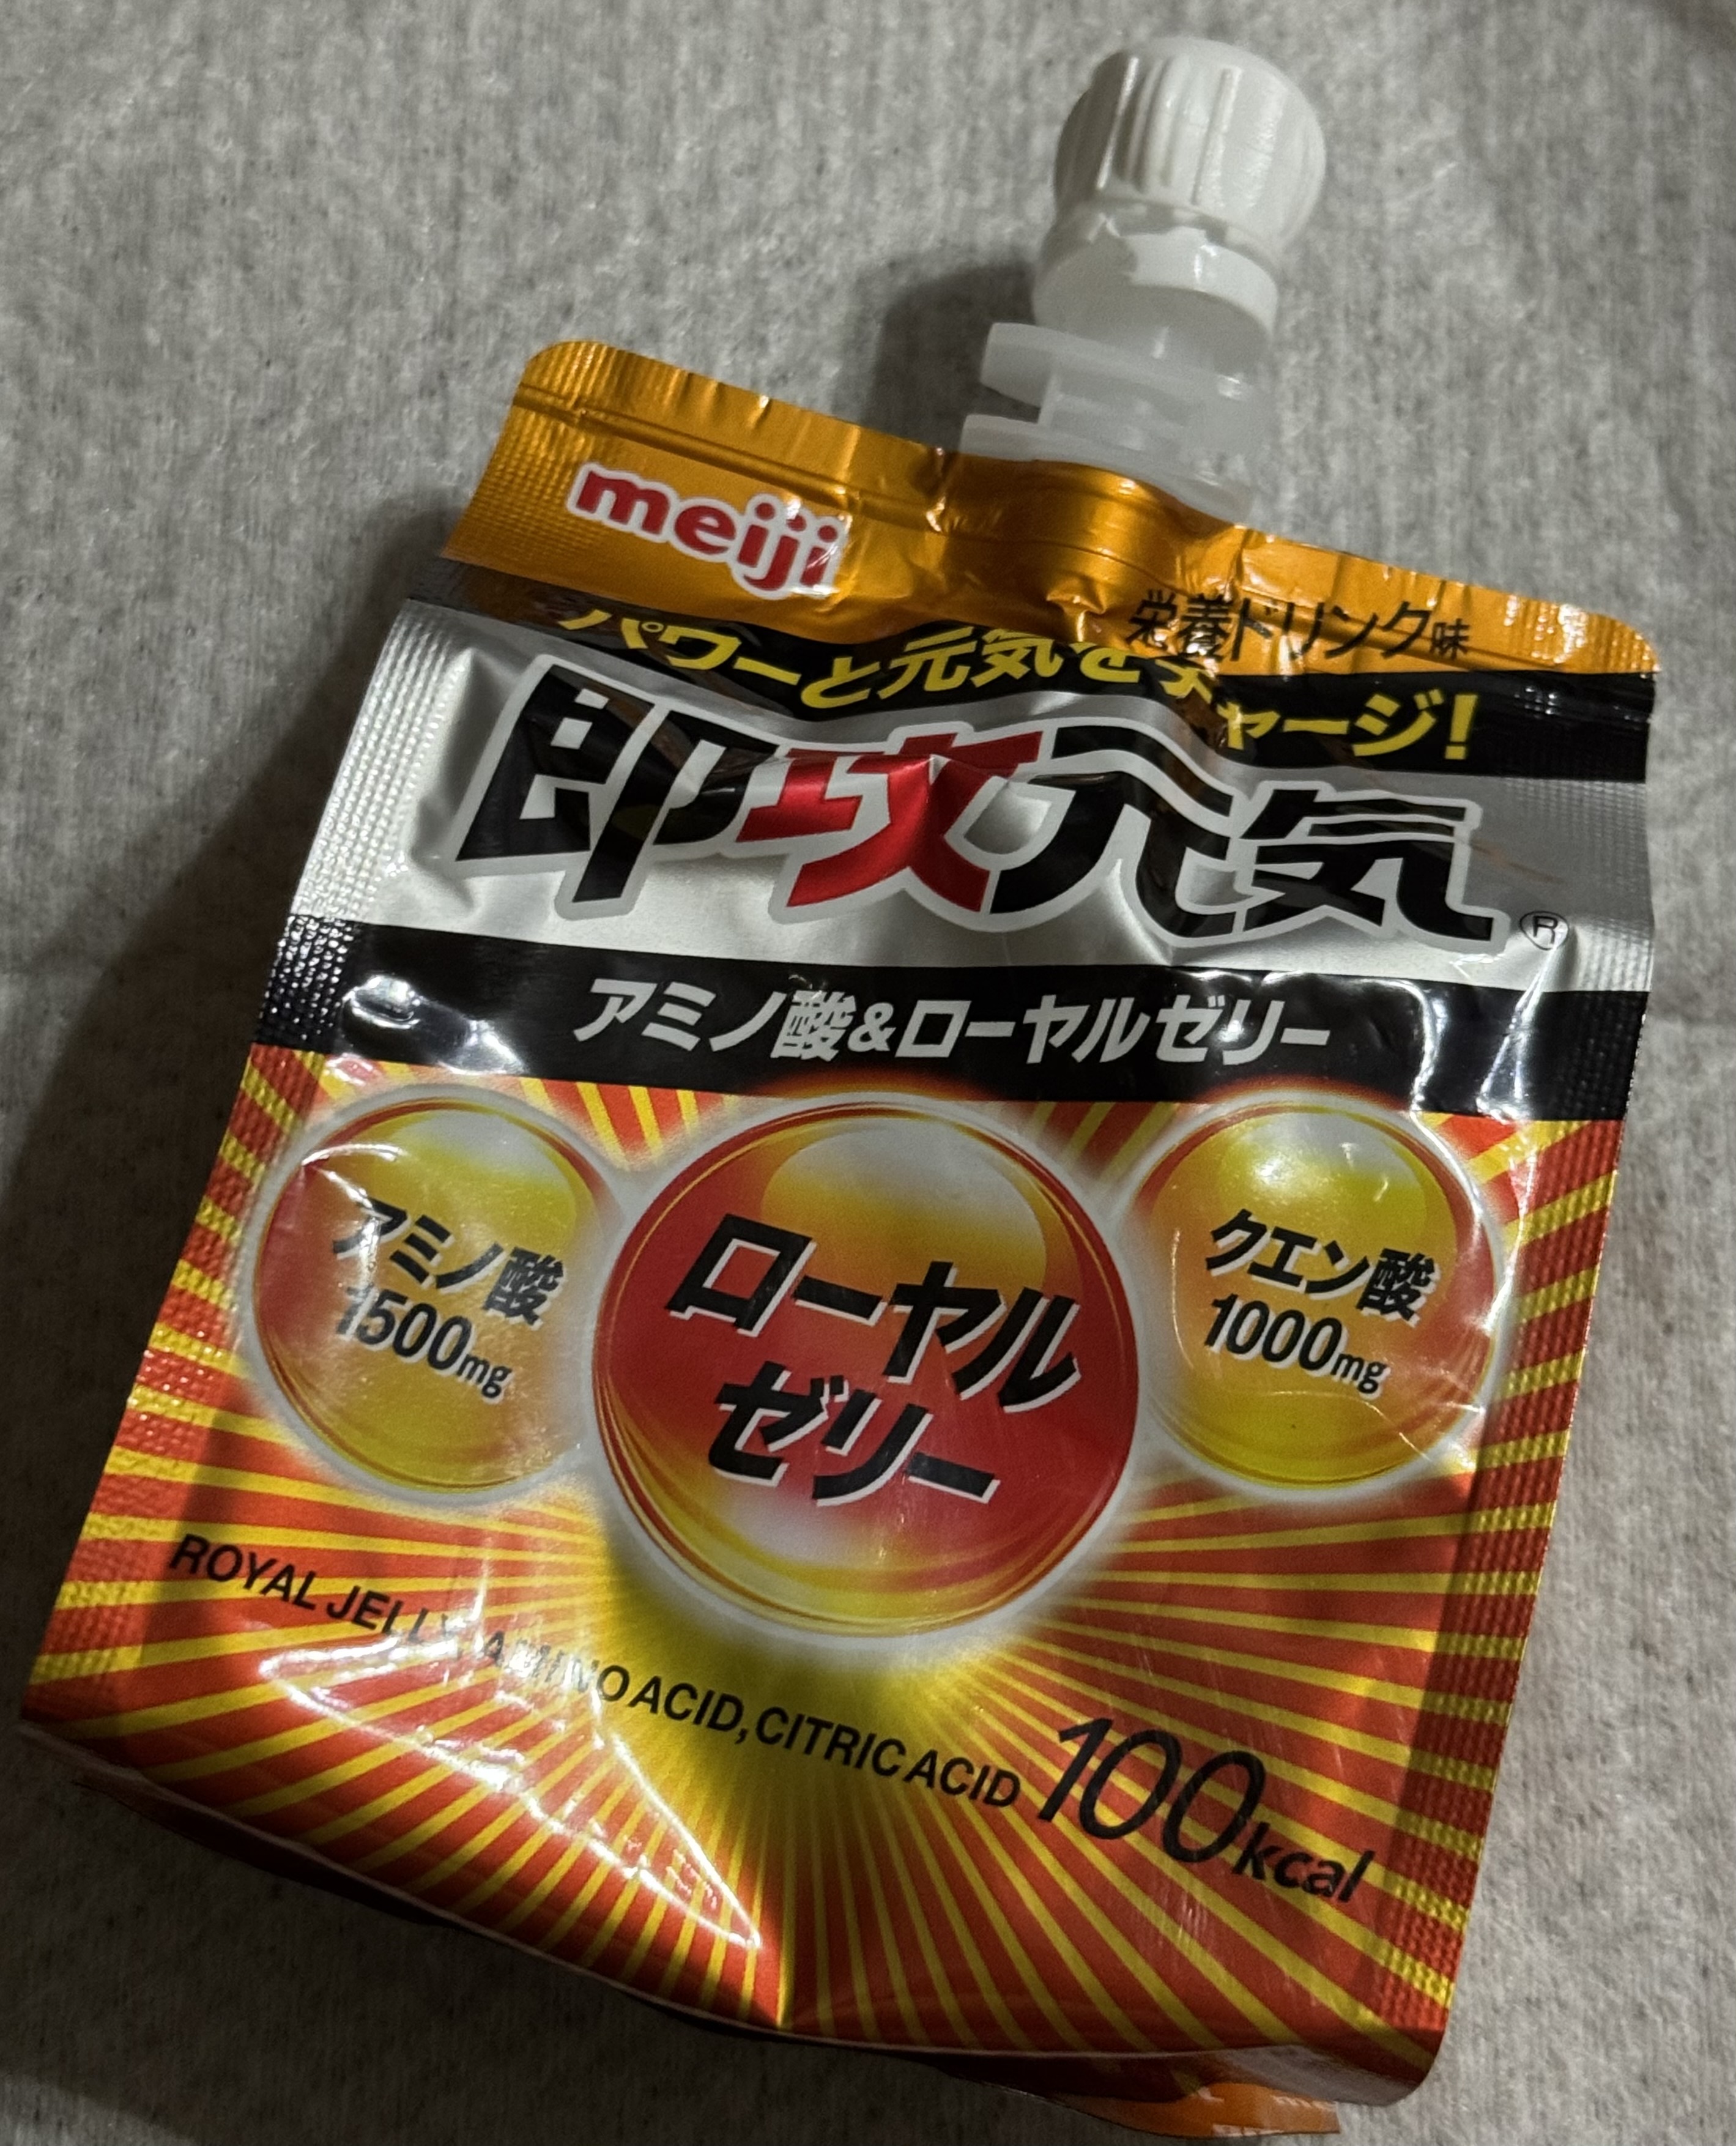 meiji
栄養ドリンク味
パワーと元気をチャージ!
即攻元気®
アミノ酸&ローヤルゼリー
アミノ酸
1500mg
ローヤル
ゼリー
クエン酸
1000mg
ROYAL JELLY, AMINO ACID, CITRIC ACID
100kcal